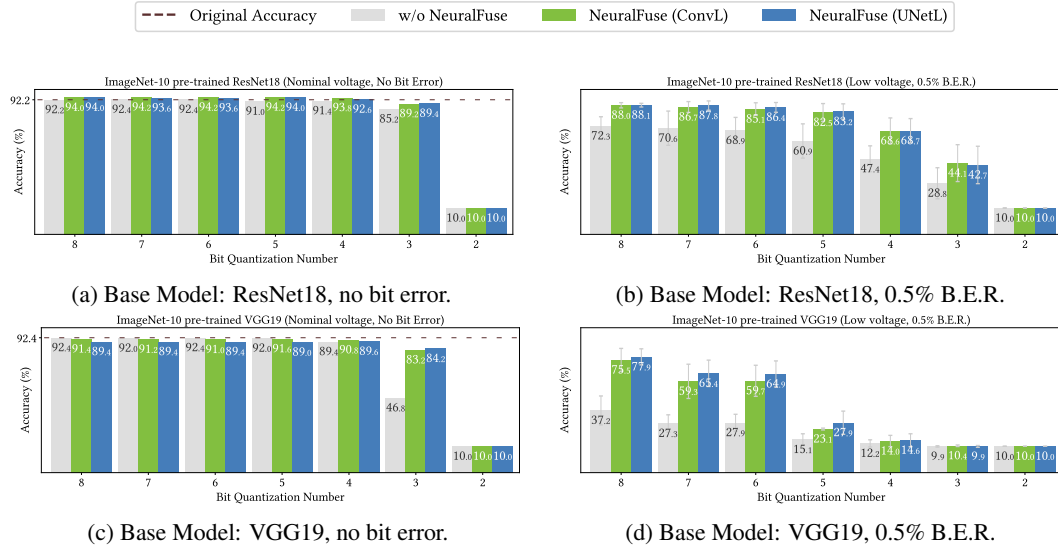 Original Accuracy w/o NeuralFuse NeuralFuse (ConvL) NeuralFuse (UNetL)
ImageNet-10 pre-trained ResNet18 (Nominal voltage, No Bit Error)
92.2
Accuracy (%)
92.2 94.0 94.0 92.4 94.2 93.6 92.4 94.2 93.6 91.0 94.2 94.0 91.4 93.8 92.6 85.2 89.2 89.4 10.0 10.0 10.0
8 7 6 5 4 3 2
Bit Quantization Number
(a) Base Model: ResNet18, no bit error.
ImageNet-10 pre-trained ResNet18 (Low voltage, 0.5% B.E.R.)
Accuracy (%)
72.3 88.0 88.1 70.6 86.7 87.8 68.9 85.1 86.4 60.9 82.5 83.2 47.4 68.6 68.7 28.8 44.1 42.7 10.0 10.0 10.0
8 7 6 5 4 3 2
Bit Quantization Number
(b) Base Model: ResNet18, 0.5% B.E.R.
ImageNet-10 pre-trained VGG19 (Nominal voltage, No Bit Error)
92.4
Accuracy (%)
92.4 91.4 89.4 92.0 91.2 89.4 92.4 91.0 89.4 92.0 91.6 89.0 89.4 90.8 89.6 46.8 83.2 84.2 10.0 10.0 10.0
8 7 6 5 4 3 2
Bit Quantization Number
(c) Base Model: VGG19, no bit error.
ImageNet-10 pre-trained VGG19 (Low voltage, 0.5% B.E.R.)
Accuracy (%)
37.2 75.5 77.9 27.3 59.3 65.4 27.9 59.7 64.9 15.1 23.1 27.9 12.2 14.0 14.6 9.9 10.4 9.9 10.0 10.0 10.0
8 7 6 5 4 3 2
Bit Quantization Number
(d) Base Model: VGG19, 0.5% B.E.R.